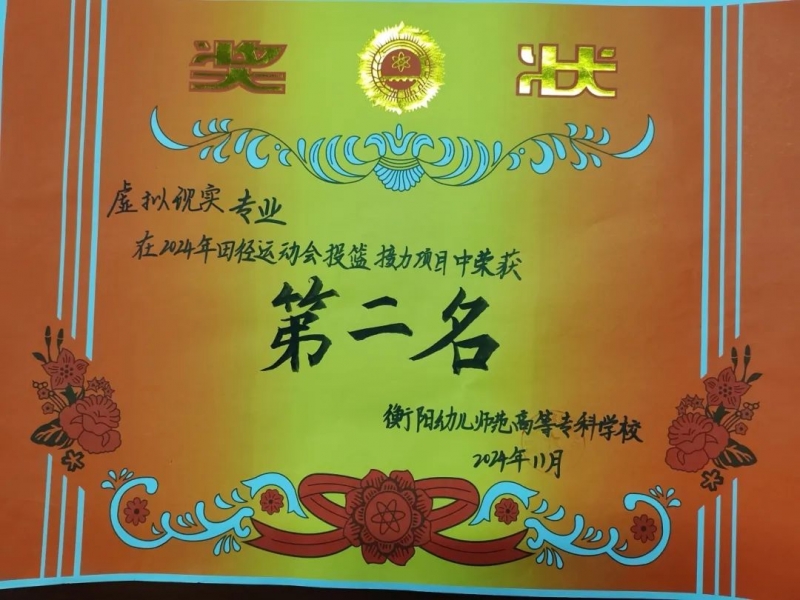 奖 状
虚拟现实专业
在2024年田径运动会投篮接力项目中荣获
第二名
衡阳幼儿师范高等专科学校
2024年11月